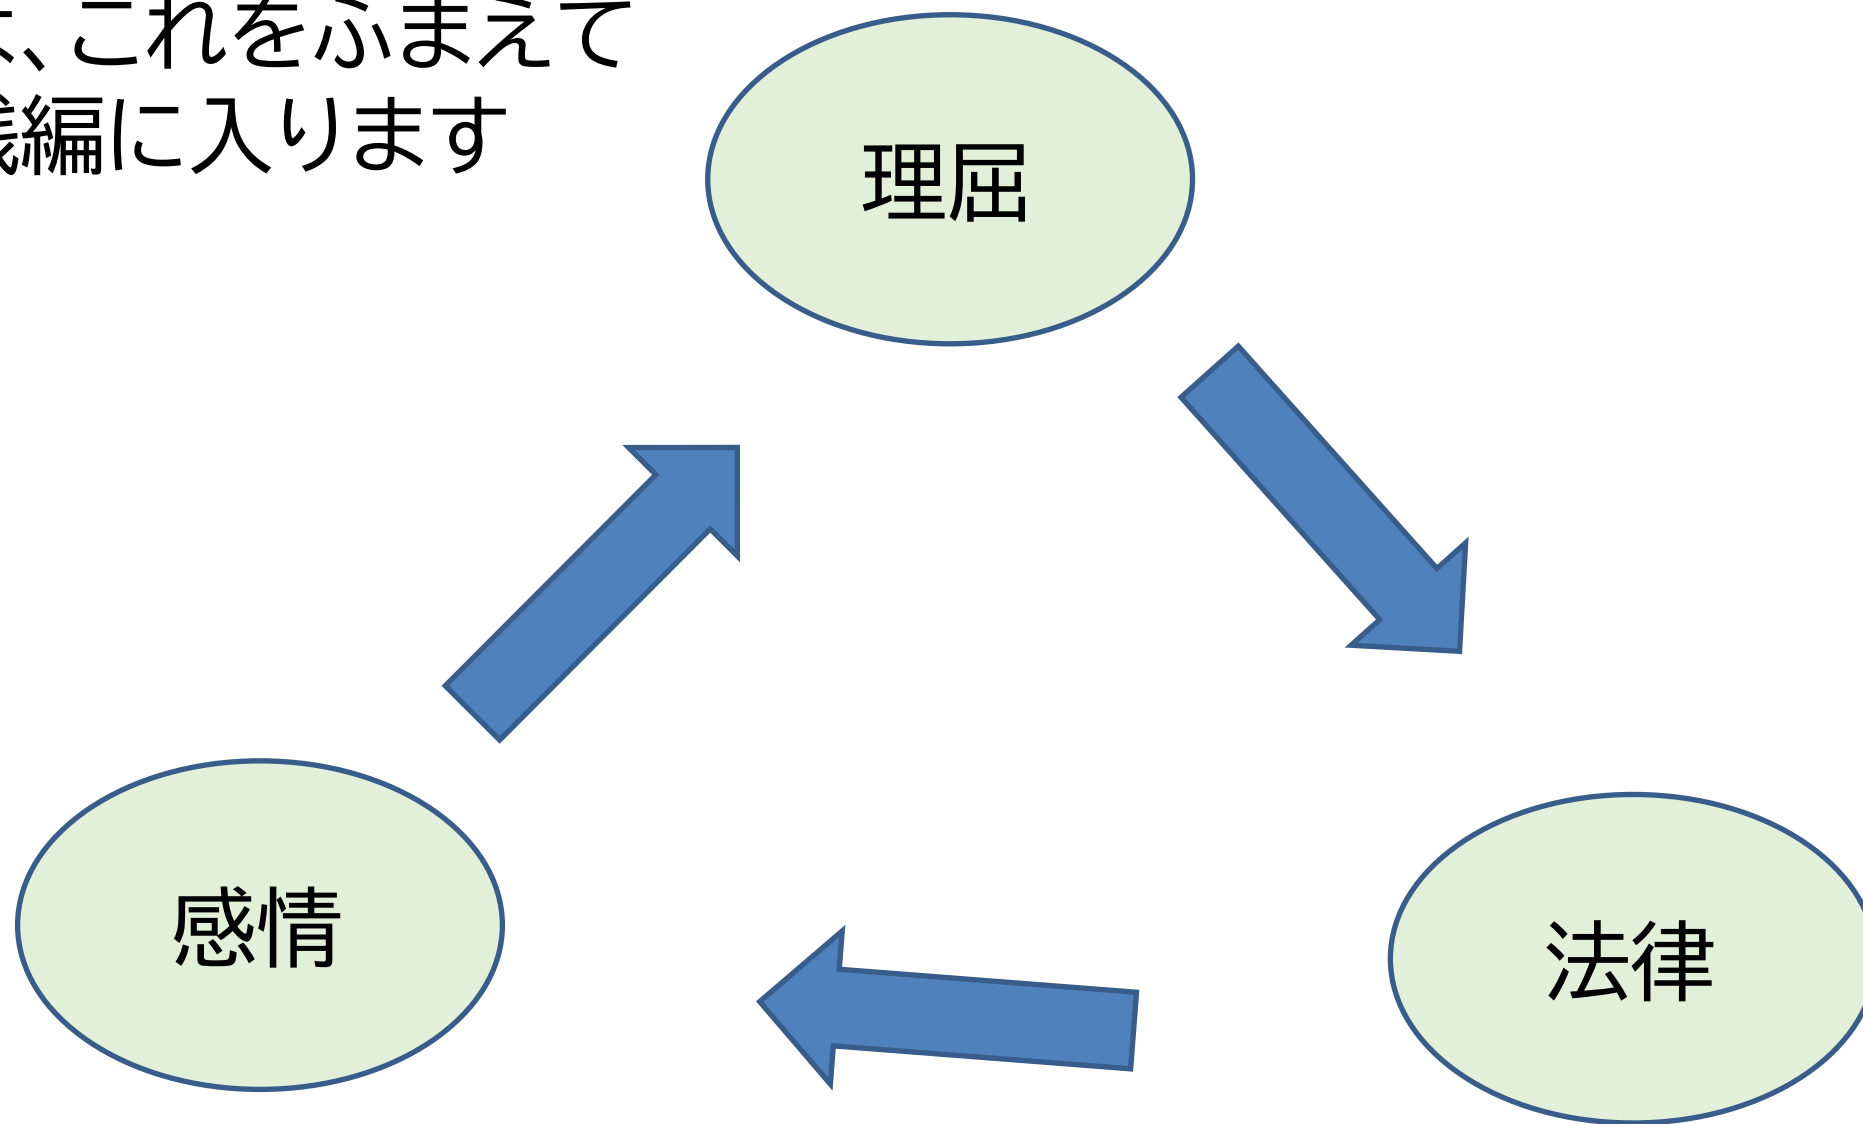 、これをふまえて
編に入ります
理屈
感情
法律